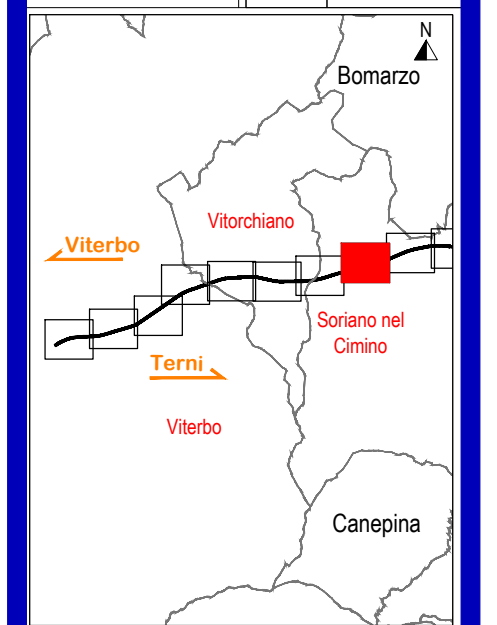 N
Bomarzo
Vitorchiano
Viterbo
Soriano nel
Cimino
Terni
Viterbo
Canepina